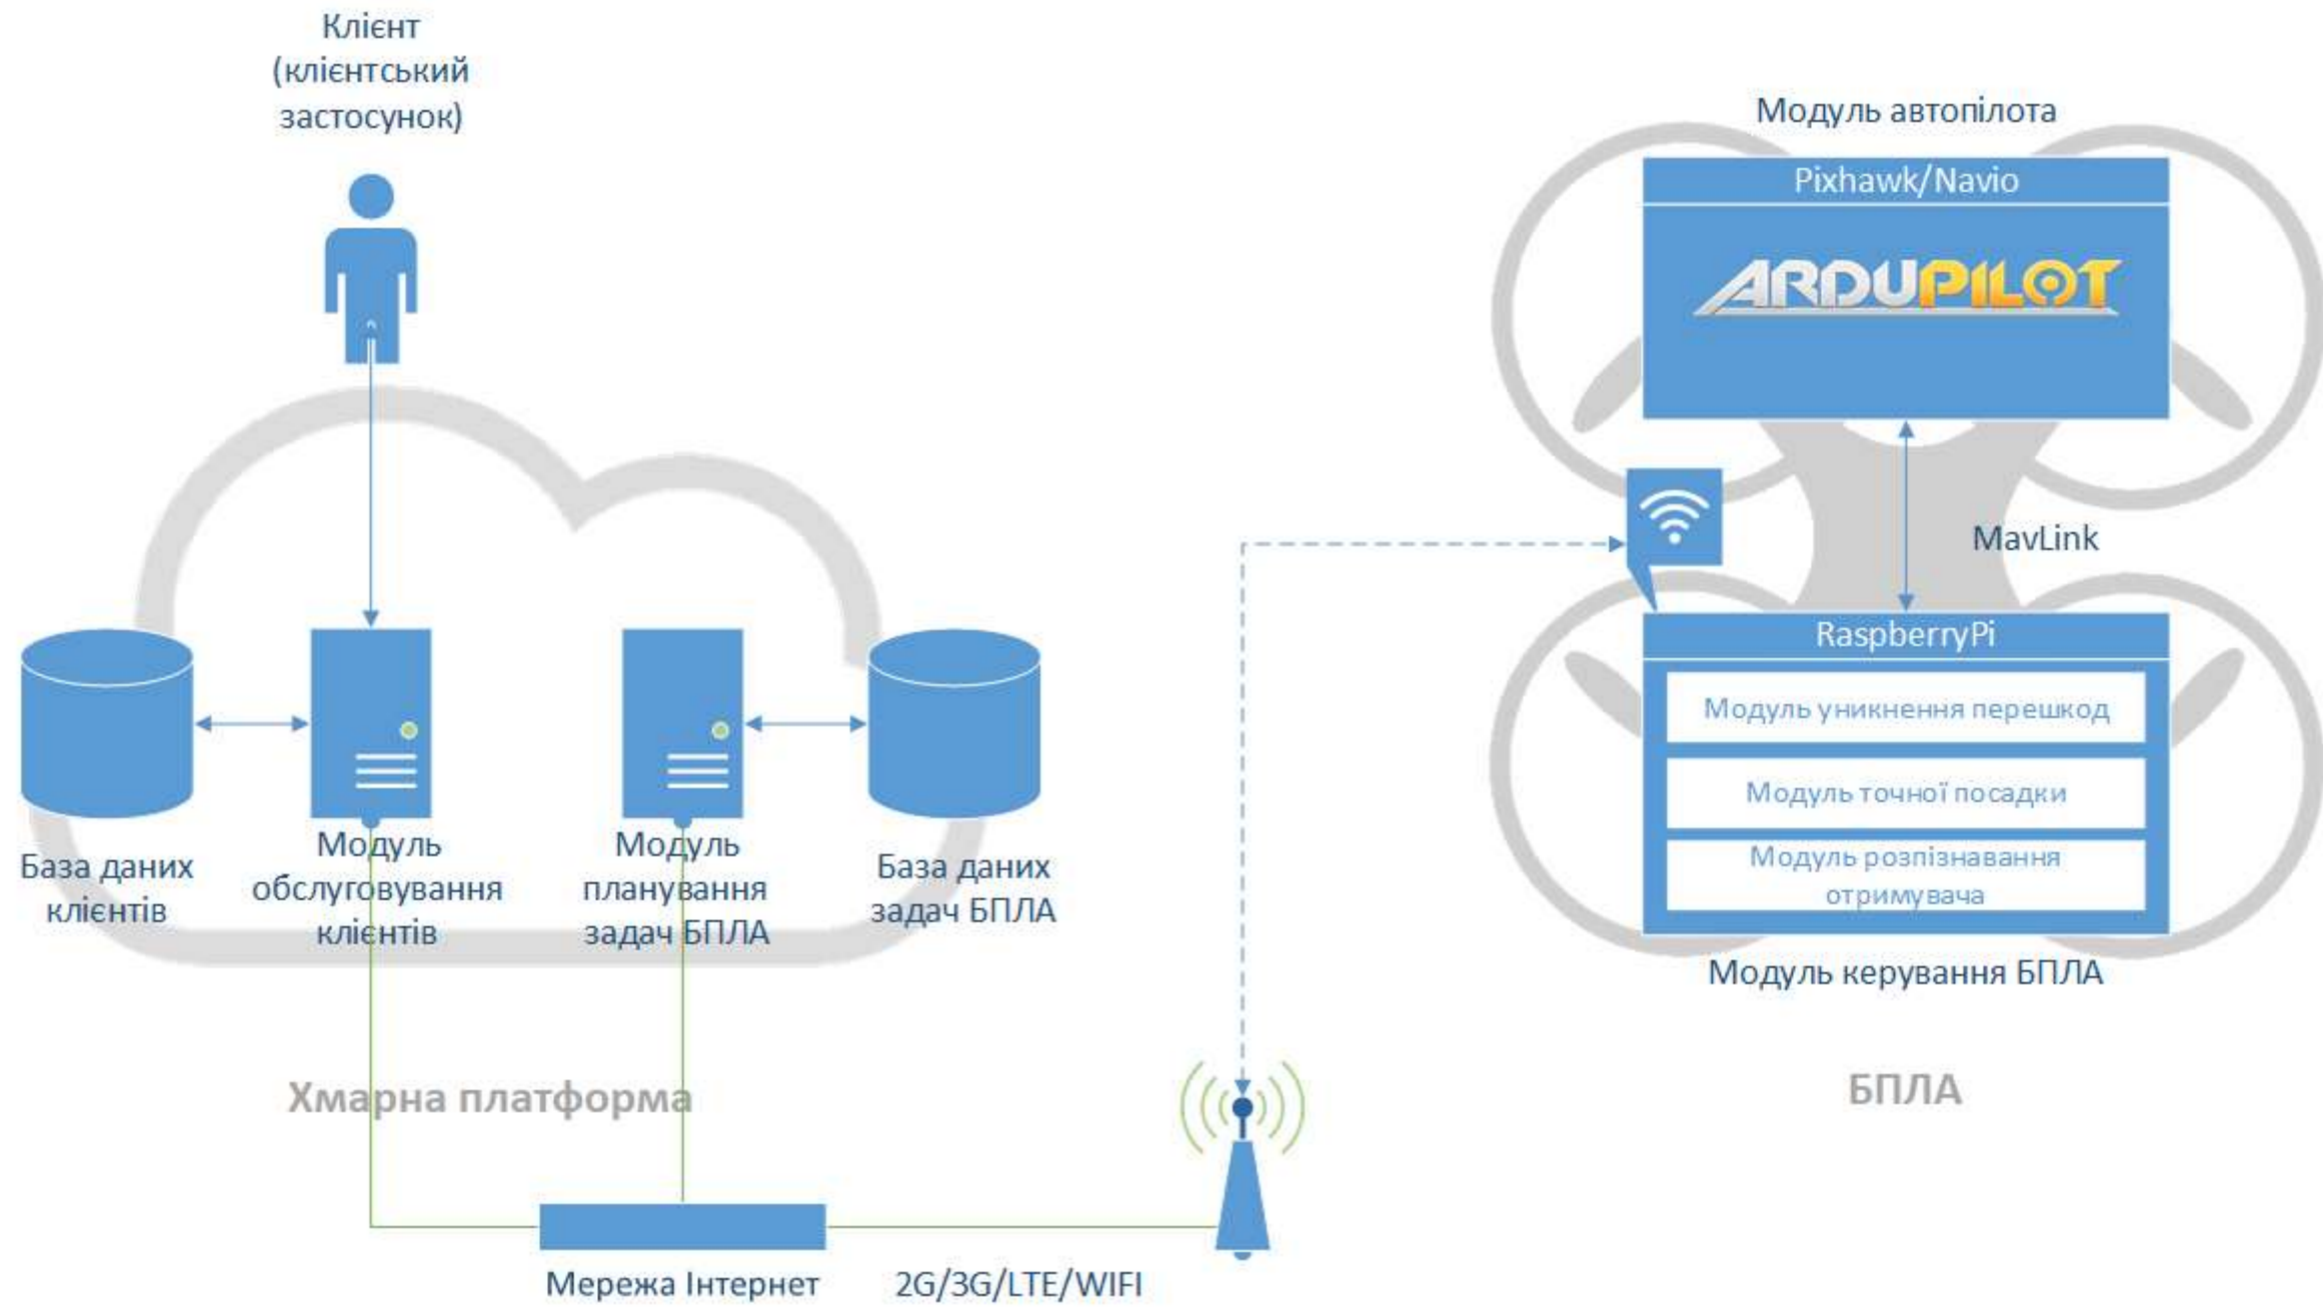 Клієнт
(клієнтський
застосунок)
Модуль автопілота
Pixhawk/Navio
ARDUPILOT
MavLink
RaspberryPi
Модуль уникнення перешкод
Модуль точної посадки
Модуль розпізнавання
отримувача
Модуль керування БПЛА
БПЛА
База даних
клієнтів
Модуль
обслуговування
клієнтів
Модуль
планування
задач БПЛА
База даних
задач БПЛА
Хмарна платформа
Мережа Інтернет
2G/3G/LTE/WIFI